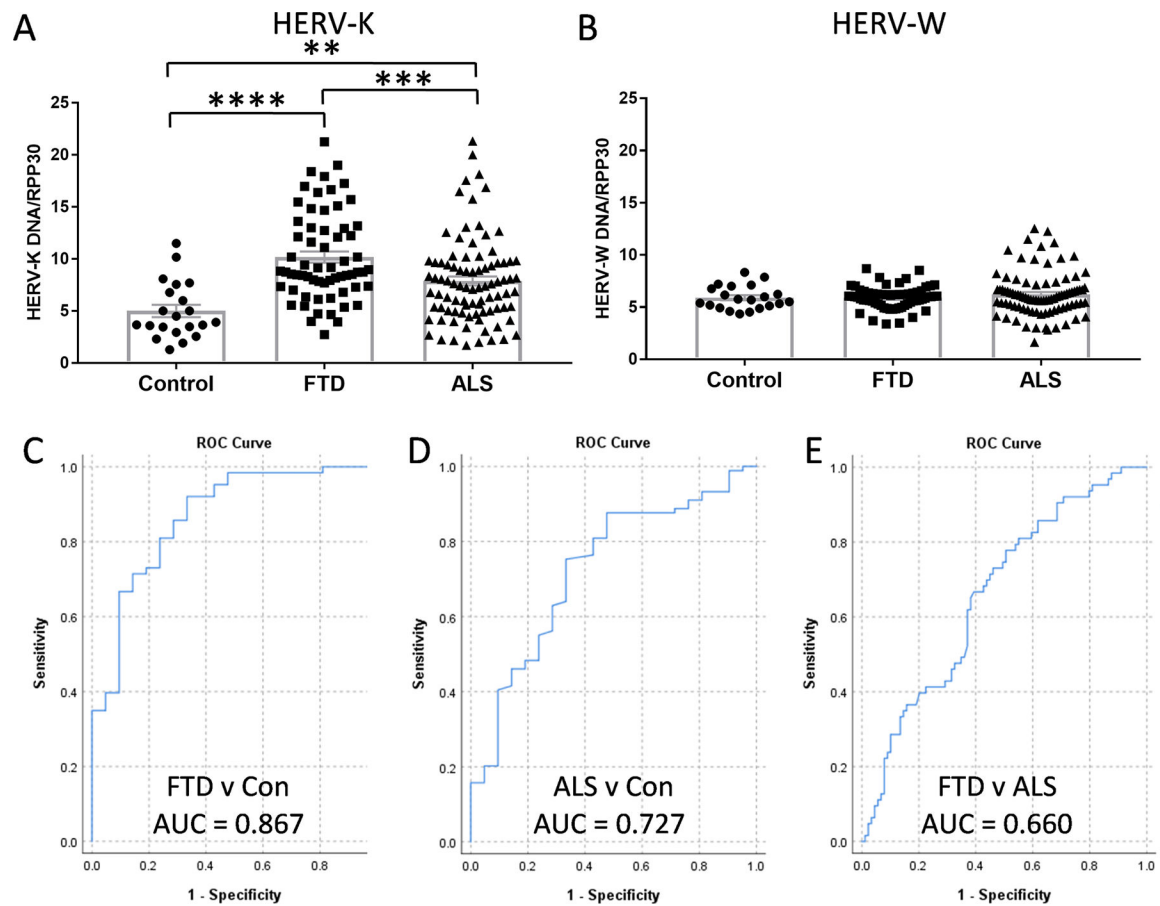 A
HERV-K
**
****
***
HERV-K DNA/RPP30
25
20
15
10
5
0
Control
FTD
ALS
B
HERV-W
HERV-W DNA/RPP30
25
20
15
10
5
0
Control
FTD
ALS
C
ROC Curve
Sensitivity
1.0
0.8
0.6
0.4
0.2
0.0
FTD v Con
AUC = 0.867
0.0 0.2 0.4 0.6 0.8
1 - Specificity
D
ROC Curve
Sensitivity
1.0
0.8
0.6
0.4
0.2
0.0
ALS v Con
AUC = 0.727
0.0 0.2 0.4 0.6 0.8 1.0
1 - Specificity
E
ROC Curve
Sensitivity
1.0
0.8
0.6
0.4
0.2
0.0
FTD v ALS
AUC = 0.660
0.0 0.2 0.4 0.6 0.8 1.0
1 - Specificity